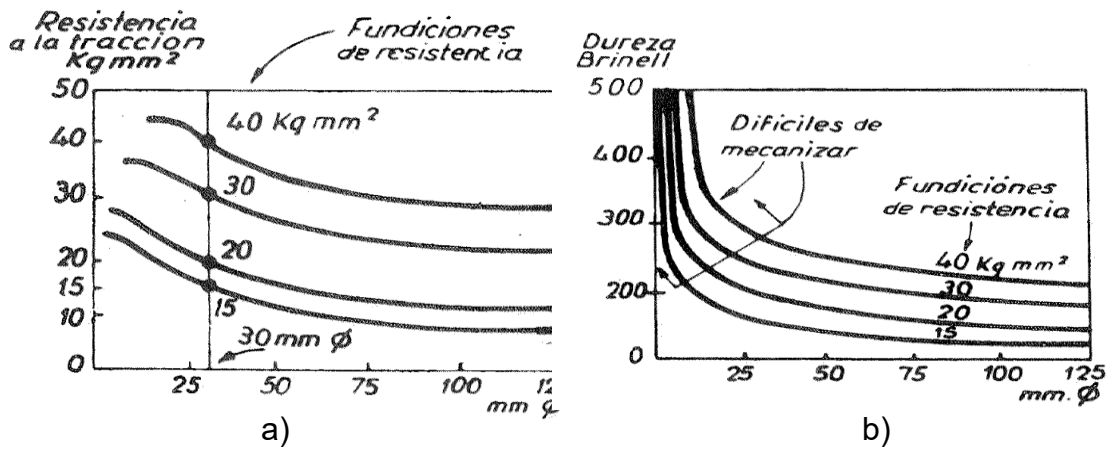 Resistencia
a la traccion
Kg mm²
Fundiciones
de resistencia
50
40
30
20
15
10
0
40 Kg mm²
30
20
15
30 mm Ø
25
50
75
100
12
mm
a)
Dureza
Brinell
500
400
300
200
0
Dificiles de
mecanizar
Fundiciónes
de resistencia
40 Kg mm²
30
20
15
25
50
75
100
125
mm. Ø
b)